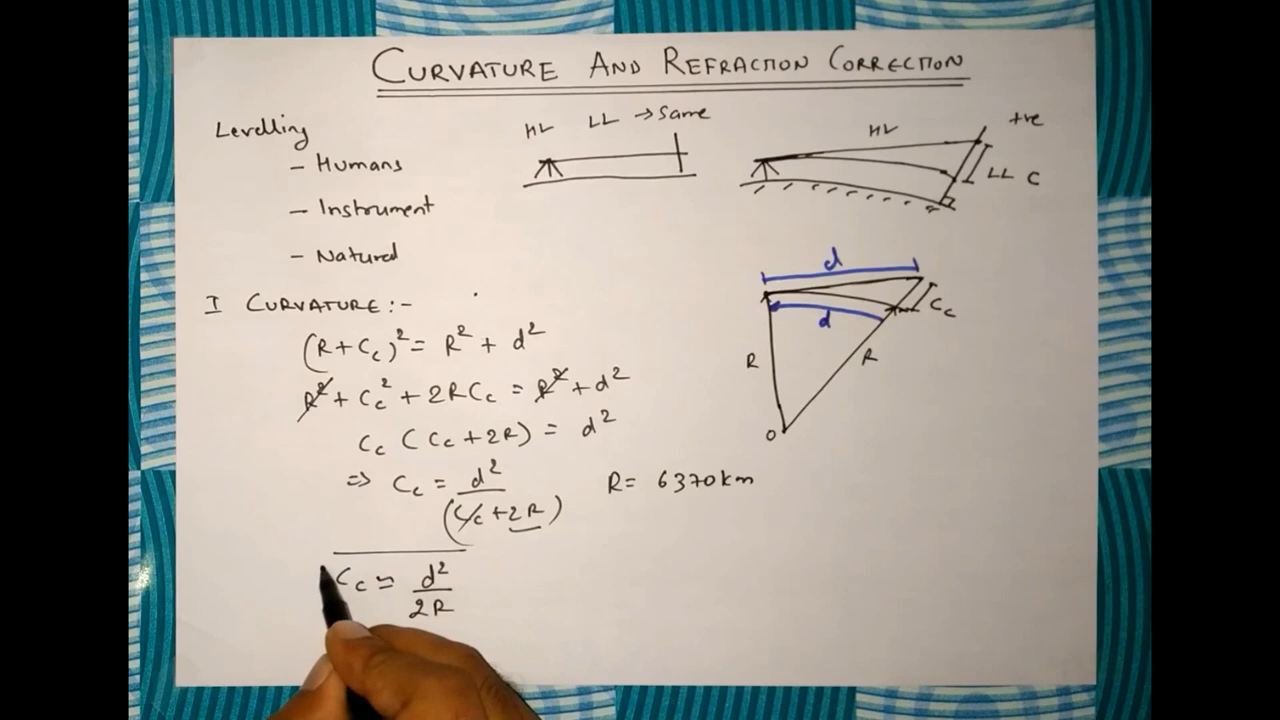 CURVATURE AND REFRACTION CORRECTION
Levelling
- Humans
- Instrument
- Natured
HL LL → Same
HL +ve
LL C
I CURVATURE :-
(R + Cc)² = R² + d²
R² + Cc² + 2RCc = R² + d²
Cc (Cc + 2R) = d²
⇒ Cc = d² / (Cc + 2R) R = 6370km
Cc ≃ d² / 2R
d
Cc
d
R R
O